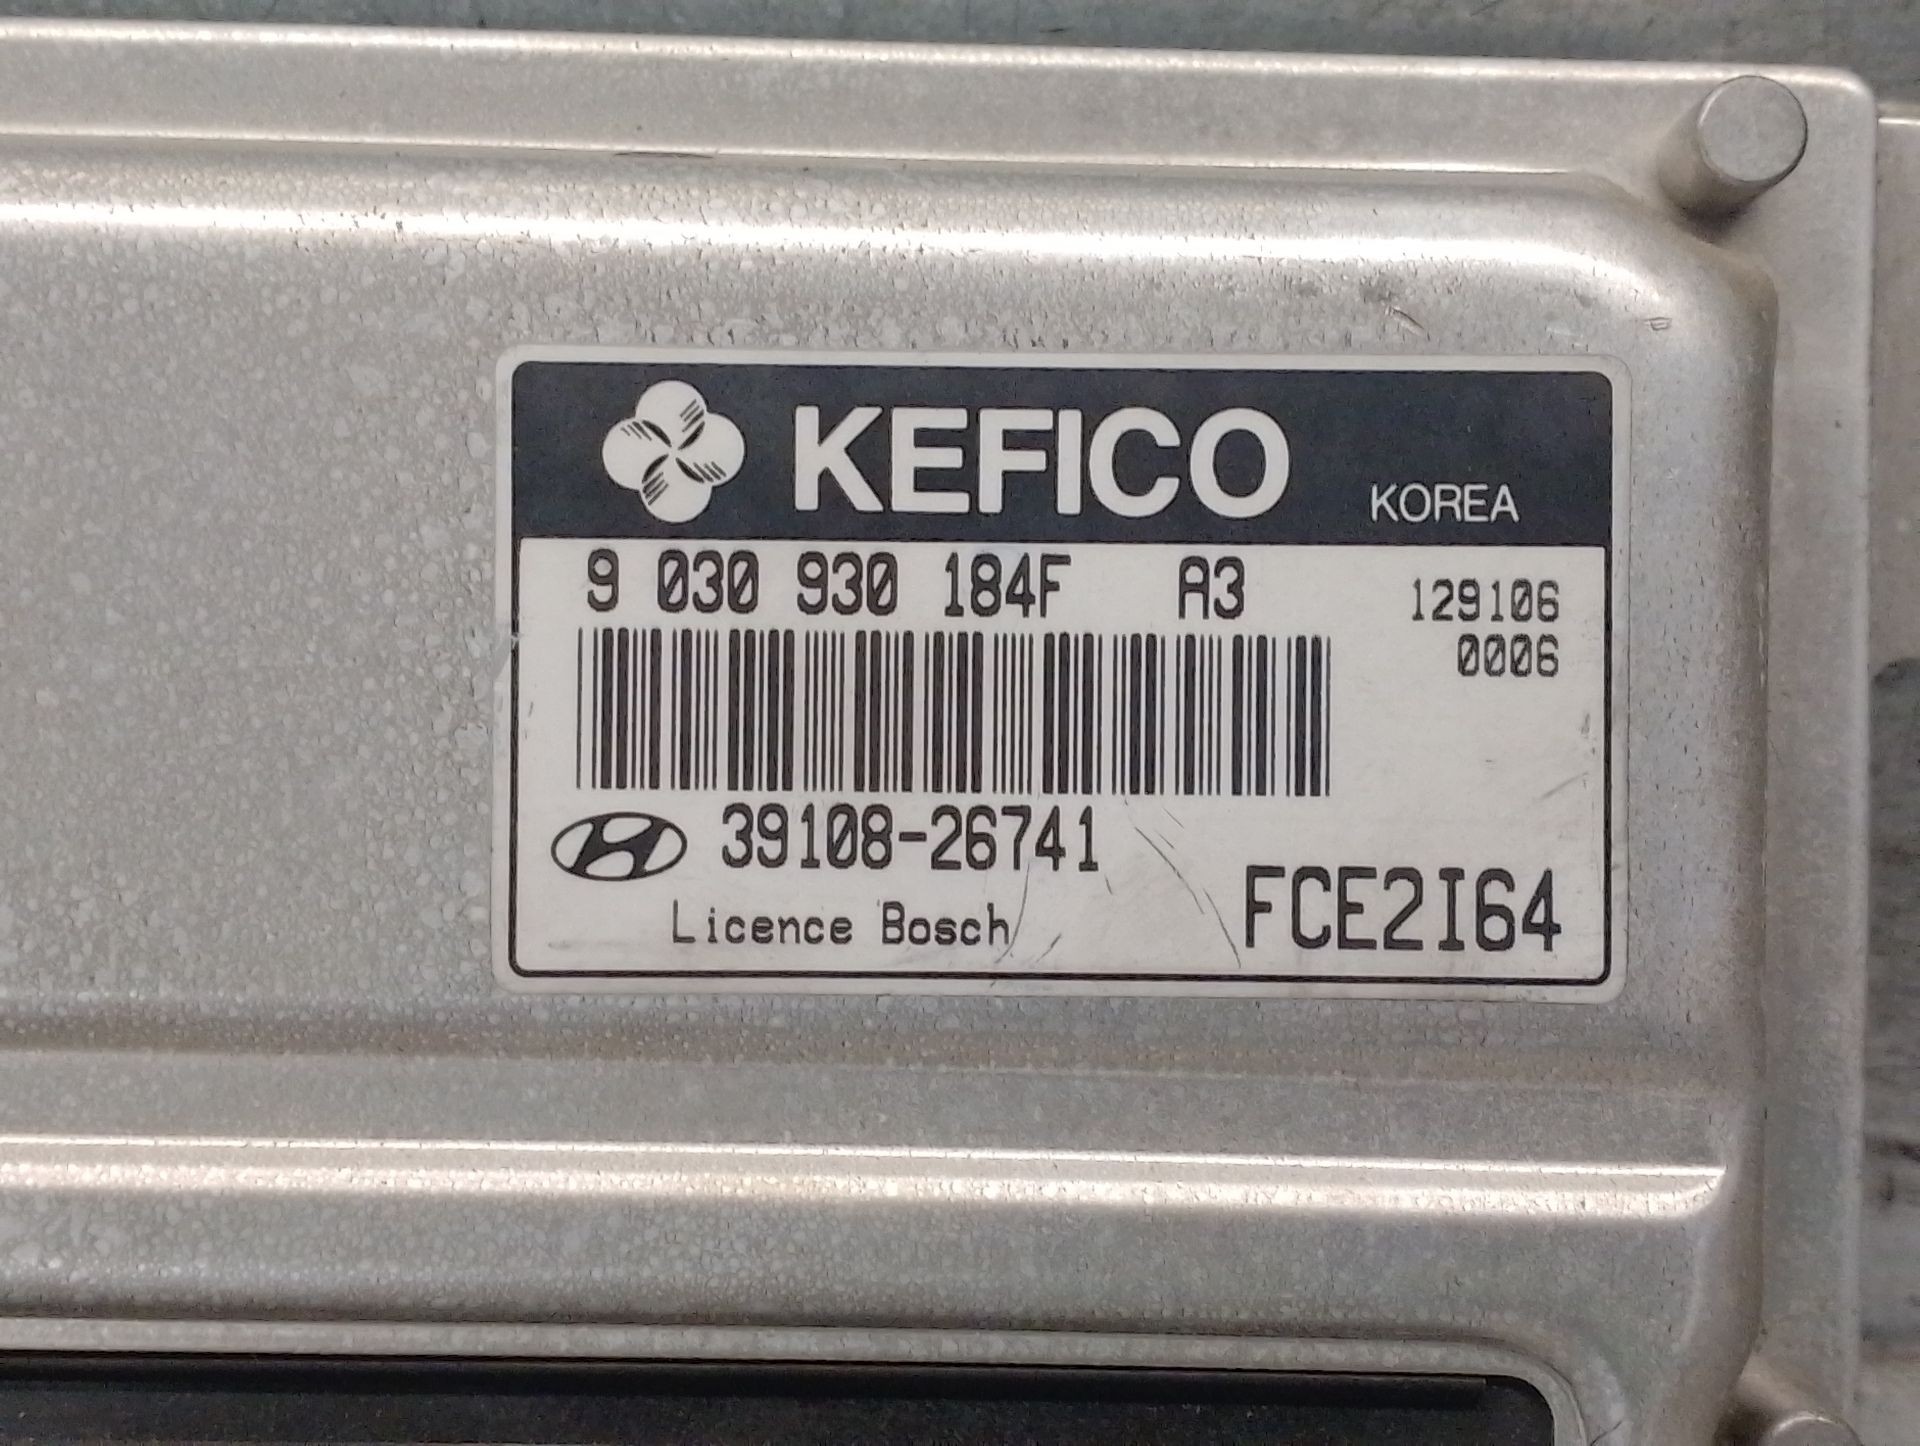 KEFICO KOREA
9 030 930 184F A3 129106
0006
39108-26741
Licence Bosch FCE2I64